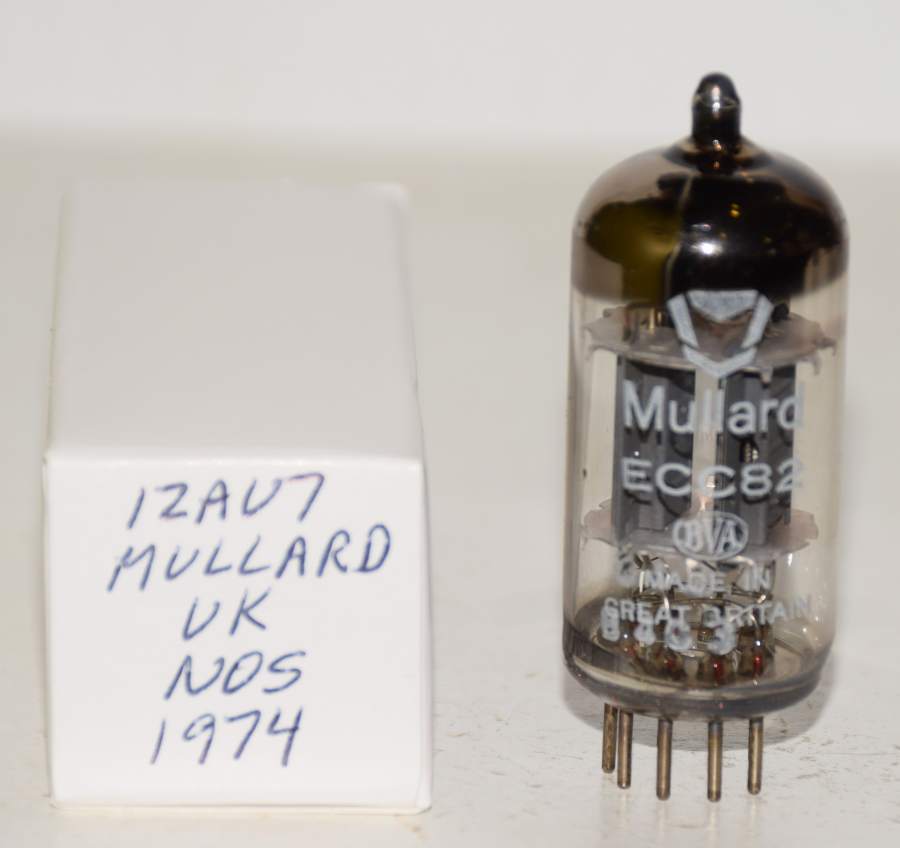 12AU7
MULLARD
UK
NOS
1974
Mullard
ECC82
BVA
MADE IN
GREAT BRITAIN